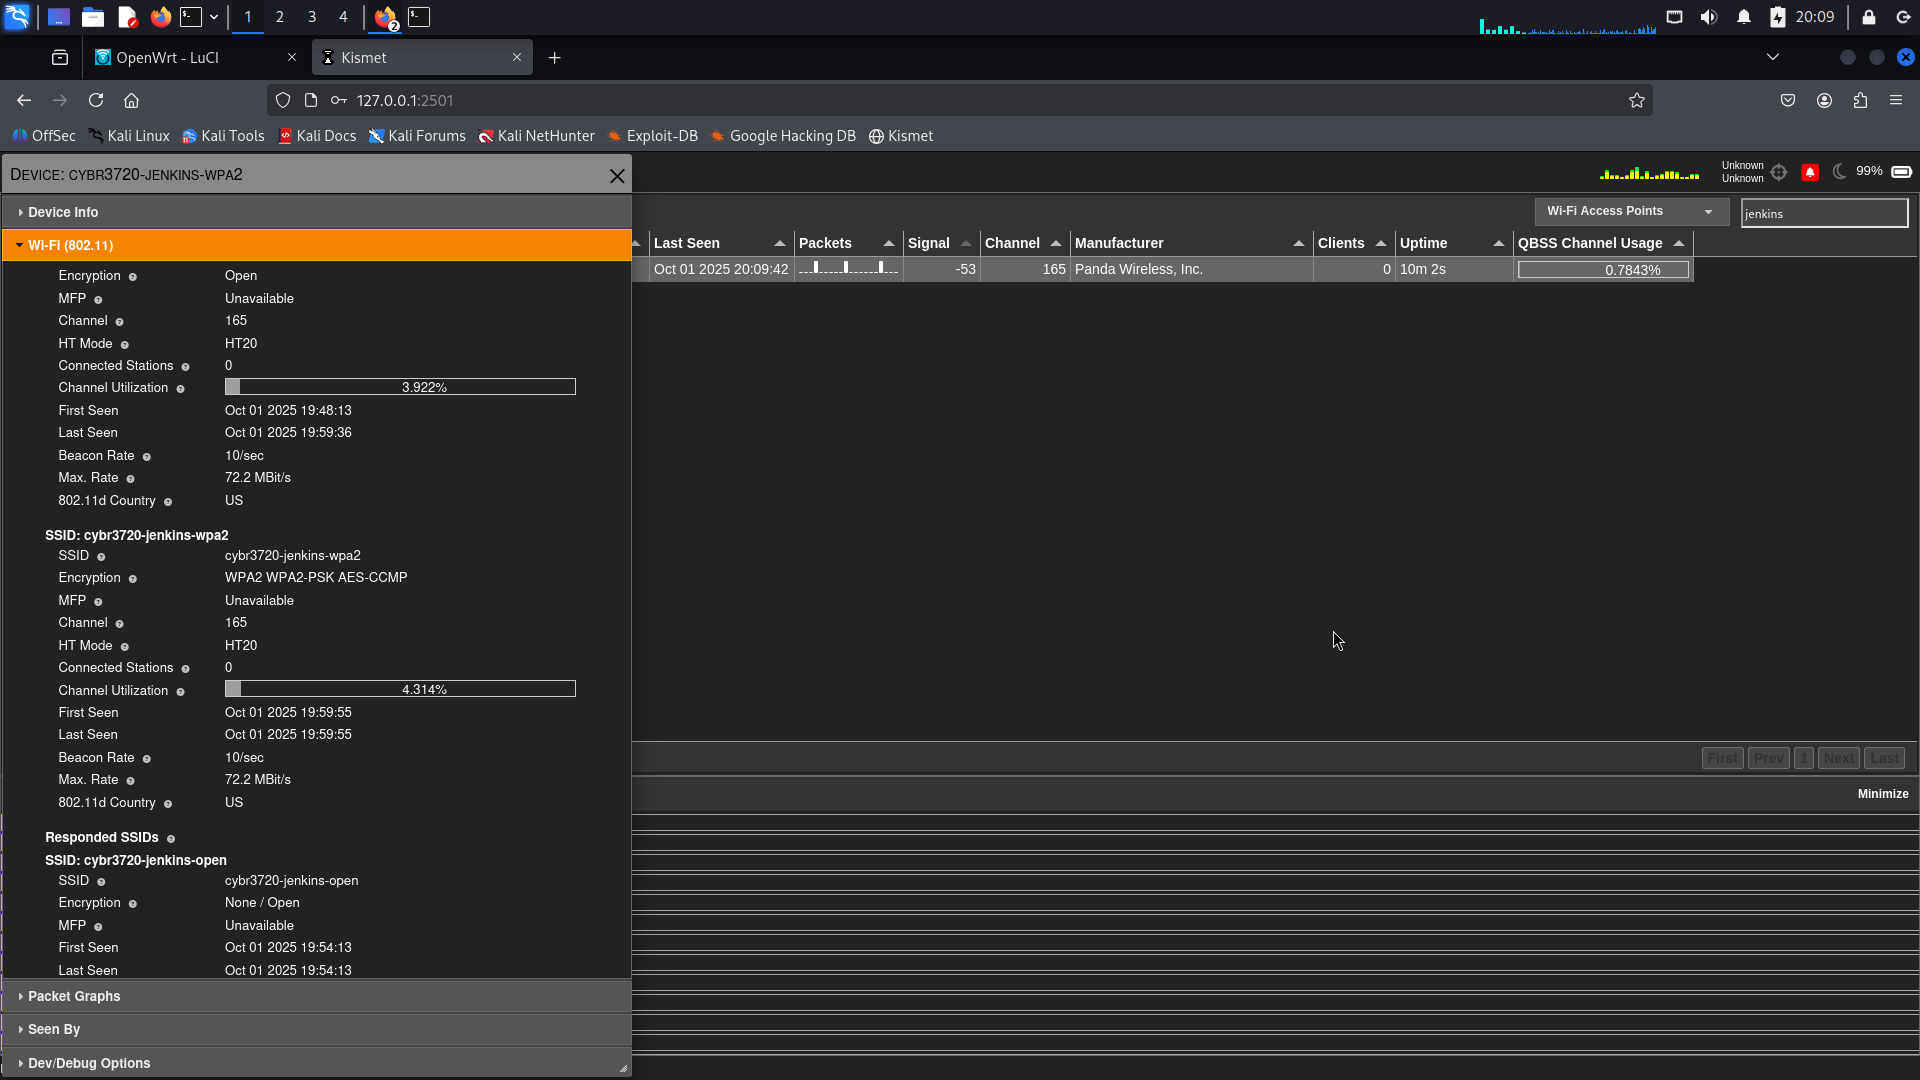 1 2 3 4 2 20:09
OpenWrt - LuCI Kismet
127.0.0.1:2501
OffSec Kali Linux Kali Tools Kali Docs Kali Forums Kali NetHunter Exploit-DB Google Hacking DB Kismet
DEVICE: CYBR3720-JENKINS-WPA2
Unknown
Unknown
99%
Device Info
Wi-Fi Access Points
jenkins
Wi-Fi (802.11)
Last Seen Packets Signal Channel Manufacturer Clients Uptime QBSS Channel Usage
Oct 01 2025 20:09:42 -53 165 Panda Wireless, Inc. 0 10m 2s 0.7843%
Encryption Open
MFP Unavailable
Channel 165
HT Mode HT20
Connected Stations 0
Channel Utilization 3.922%
First Seen Oct 01 2025 19:48:13
Last Seen Oct 01 2025 19:59:36
Beacon Rate 10/sec
Max. Rate 72.2 MBit/s
802.11d Country US
SSID: cybr3720-jenkins-wpa2
SSID cybr3720-jenkins-wpa2
Encryption WPA2 WPA2-PSK AES-CCMP
MFP Unavailable
Channel 165
HT Mode HT20
Connected Stations 0
Channel Utilization 4.314%
First Seen Oct 01 2025 19:59:55
Last Seen Oct 01 2025 19:59:55
Beacon Rate 10/sec
Max. Rate 72.2 MBit/s
802.11d Country US
First Prev 1 Next Last
Minimize
Responded SSIDs
SSID: cybr3720-jenkins-open
SSID cybr3720-jenkins-open
Encryption None / Open
MFP Unavailable
First Seen Oct 01 2025 19:54:13
Last Seen Oct 01 2025 19:54:13
Packet Graphs
Seen By
Dev/Debug Options